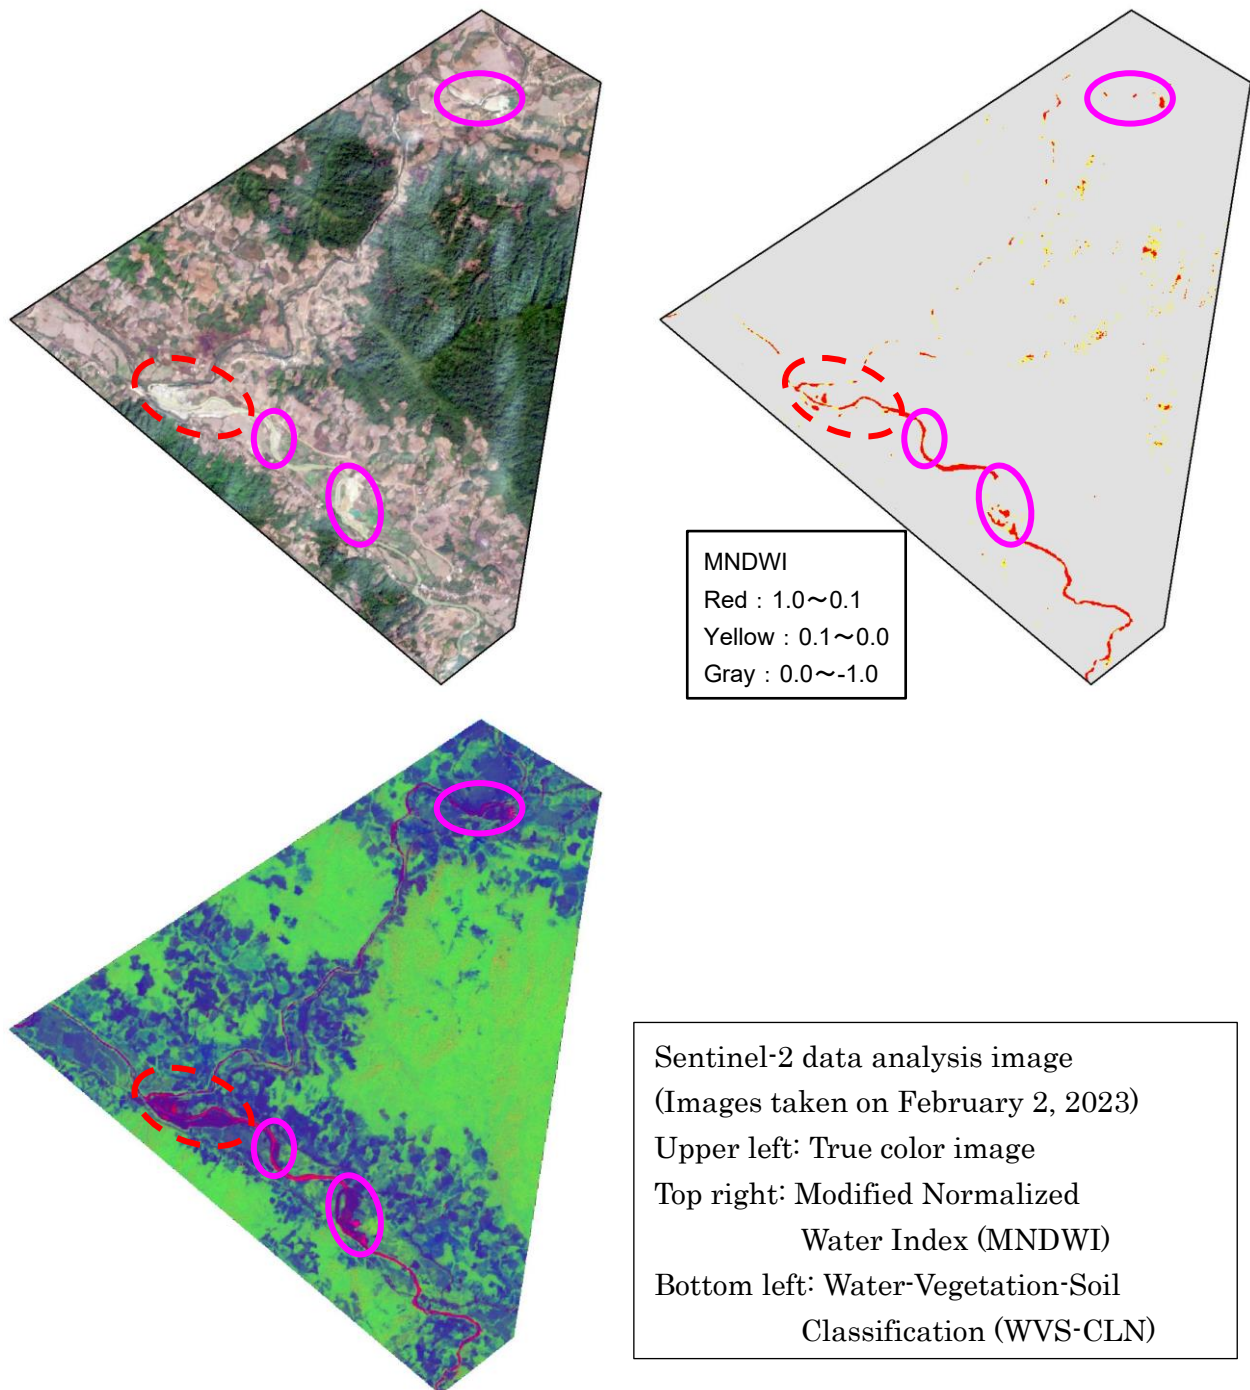 MNDWI
Red：1.0～0.1
Yellow：0.1～0.0
Gray：0.0～-1.0
Sentinel-2 data analysis image
(Images taken on February 2, 2023)
Upper left: True color image
Top right: Modified Normalized
Water Index (MNDWI)
Bottom left: Water-Vegetation-Soil
Classification (WVS-CLN)